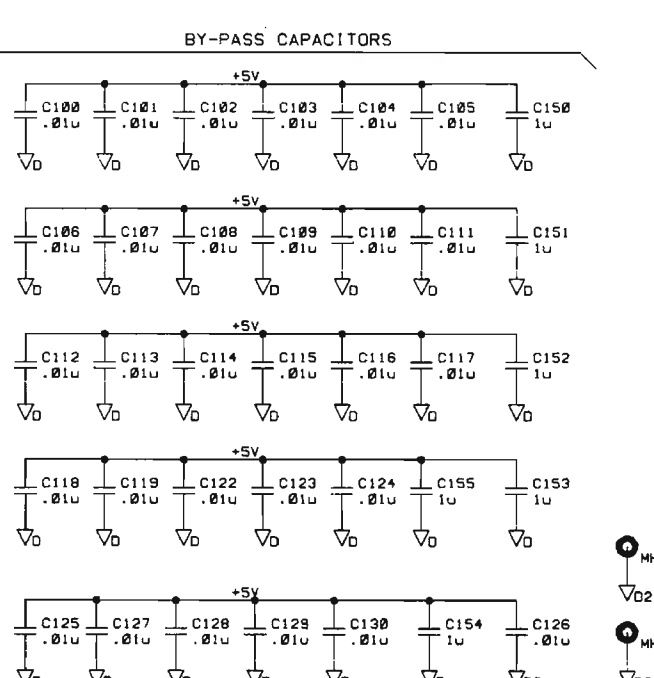 BY-PASS CAPACITORS
+5V
C100 C101 C102 C103 C104 C105 C150
.01u .01u .01u .01u .01u .01u 1u
D D D D D D D
+5V
C106 C107 C108 C109 C110 C111 C151
.01u .01u .01u .01u .01u .01u 1u
D D D D D D D
+5V
C112 C113 C114 C115 C116 C117 C152
.01u .01u .01u .01u .01u .01u 1u
D D D D D D D
+5V
C118 C119 C122 C123 C124 C155 C153
.01u .01u .01u .01u .01u 1u 1u
D D D D D D D
MH
D2
+5V
C125 C127 C128 C129 C130 C154 C126
.01u .01u .01u .01u .01u 1u .01u
MH